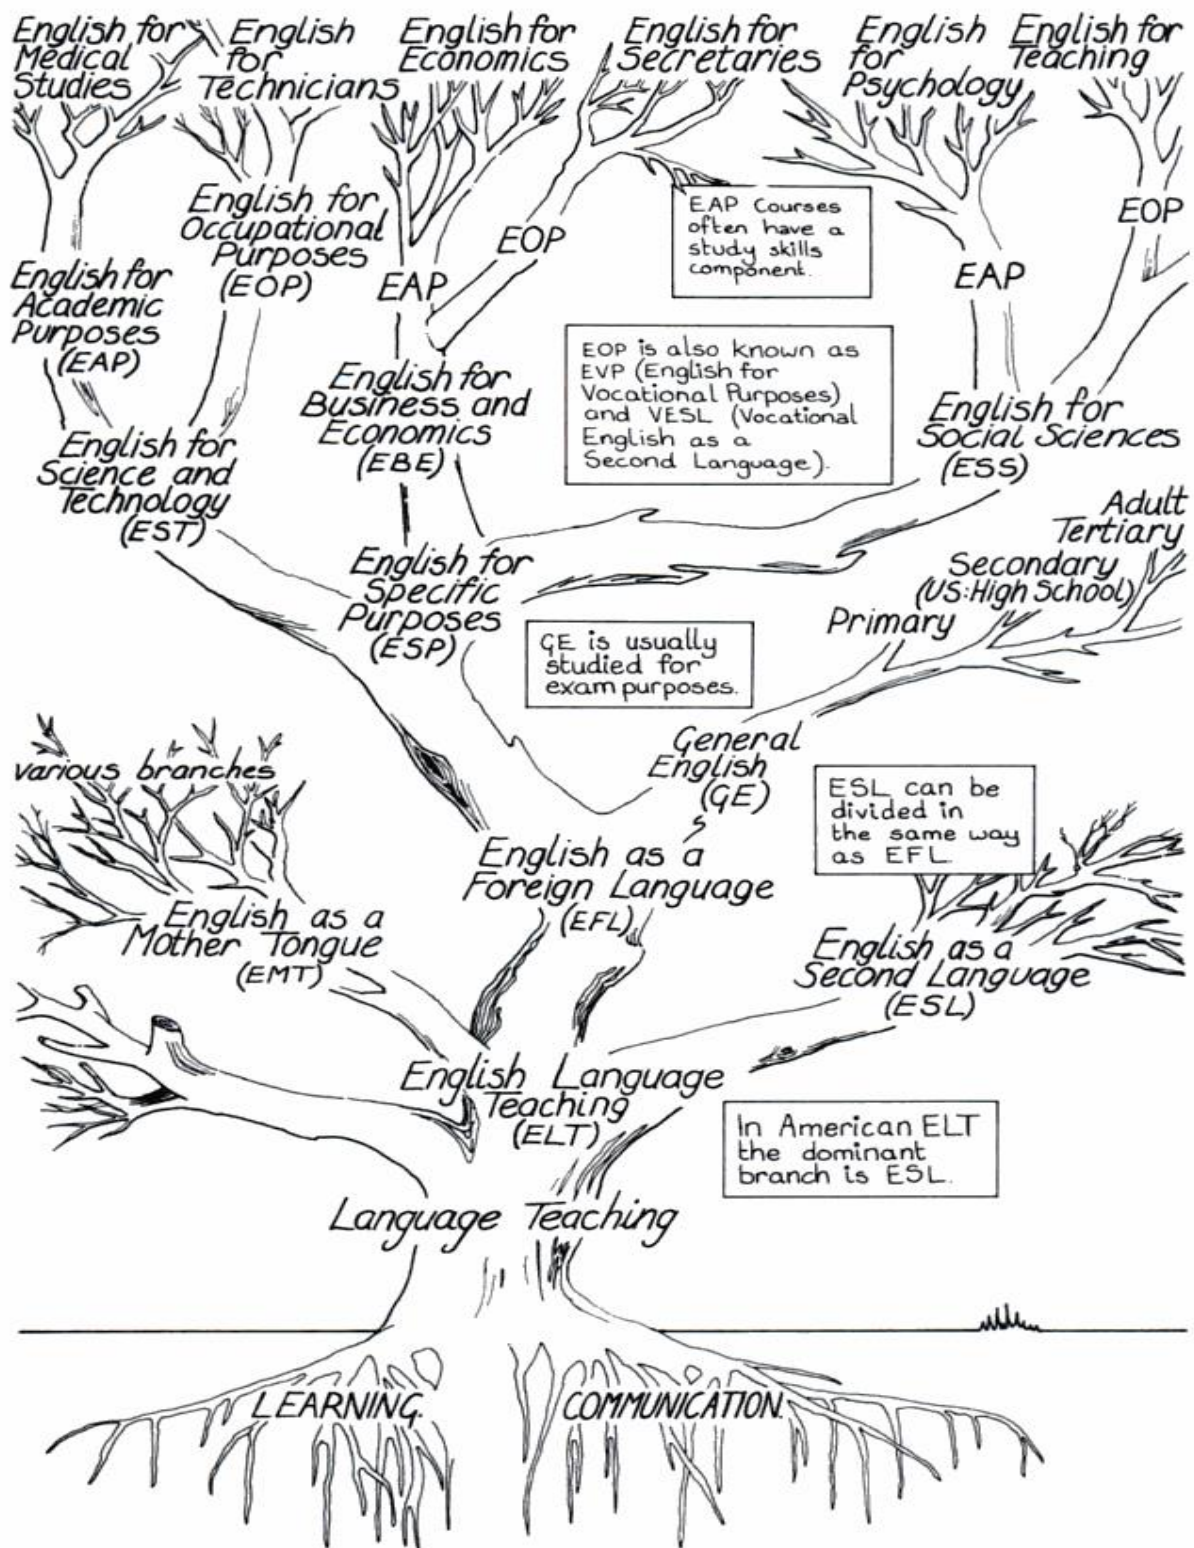 English for
Medical
Studies
English
for
Technicians
English for
Economics
English for
Secretaries
English
for
Psychology
English for
Teaching
English for
Occupational
Purposes
(EOP)
English for
Academic
Purposes
(EAP)
EAP
EOP
EAP Courses
often have a
study skills
component.
EAP
EOP
English for
Science and
Technology
(EST)
English for
Business and
Economics
(EBE)
EOP is also known as
EVP (English for
Vocational Purposes)
and VESL (Vocational
English as a
Second Language).
English for
Social Sciences
(ESS)
English for
Specific
Purposes
(ESP)
Adult
Tertiary
Secondary
(US:High School)
Primary
GE is usually
studied for
exam purposes.
General
English
(GE)
various branches
English as a
Foreign Language
(EFL)
ESL can be
divided in
the same way
as EFL.
English as a
Mother Tongue
(EMT)
English as a
Second Language
(ESL)
English Language
Teaching
(ELT)
In American ELT
the dominant
branch is ESL.
Language Teaching
LEARNING.
COMMUNICATION.